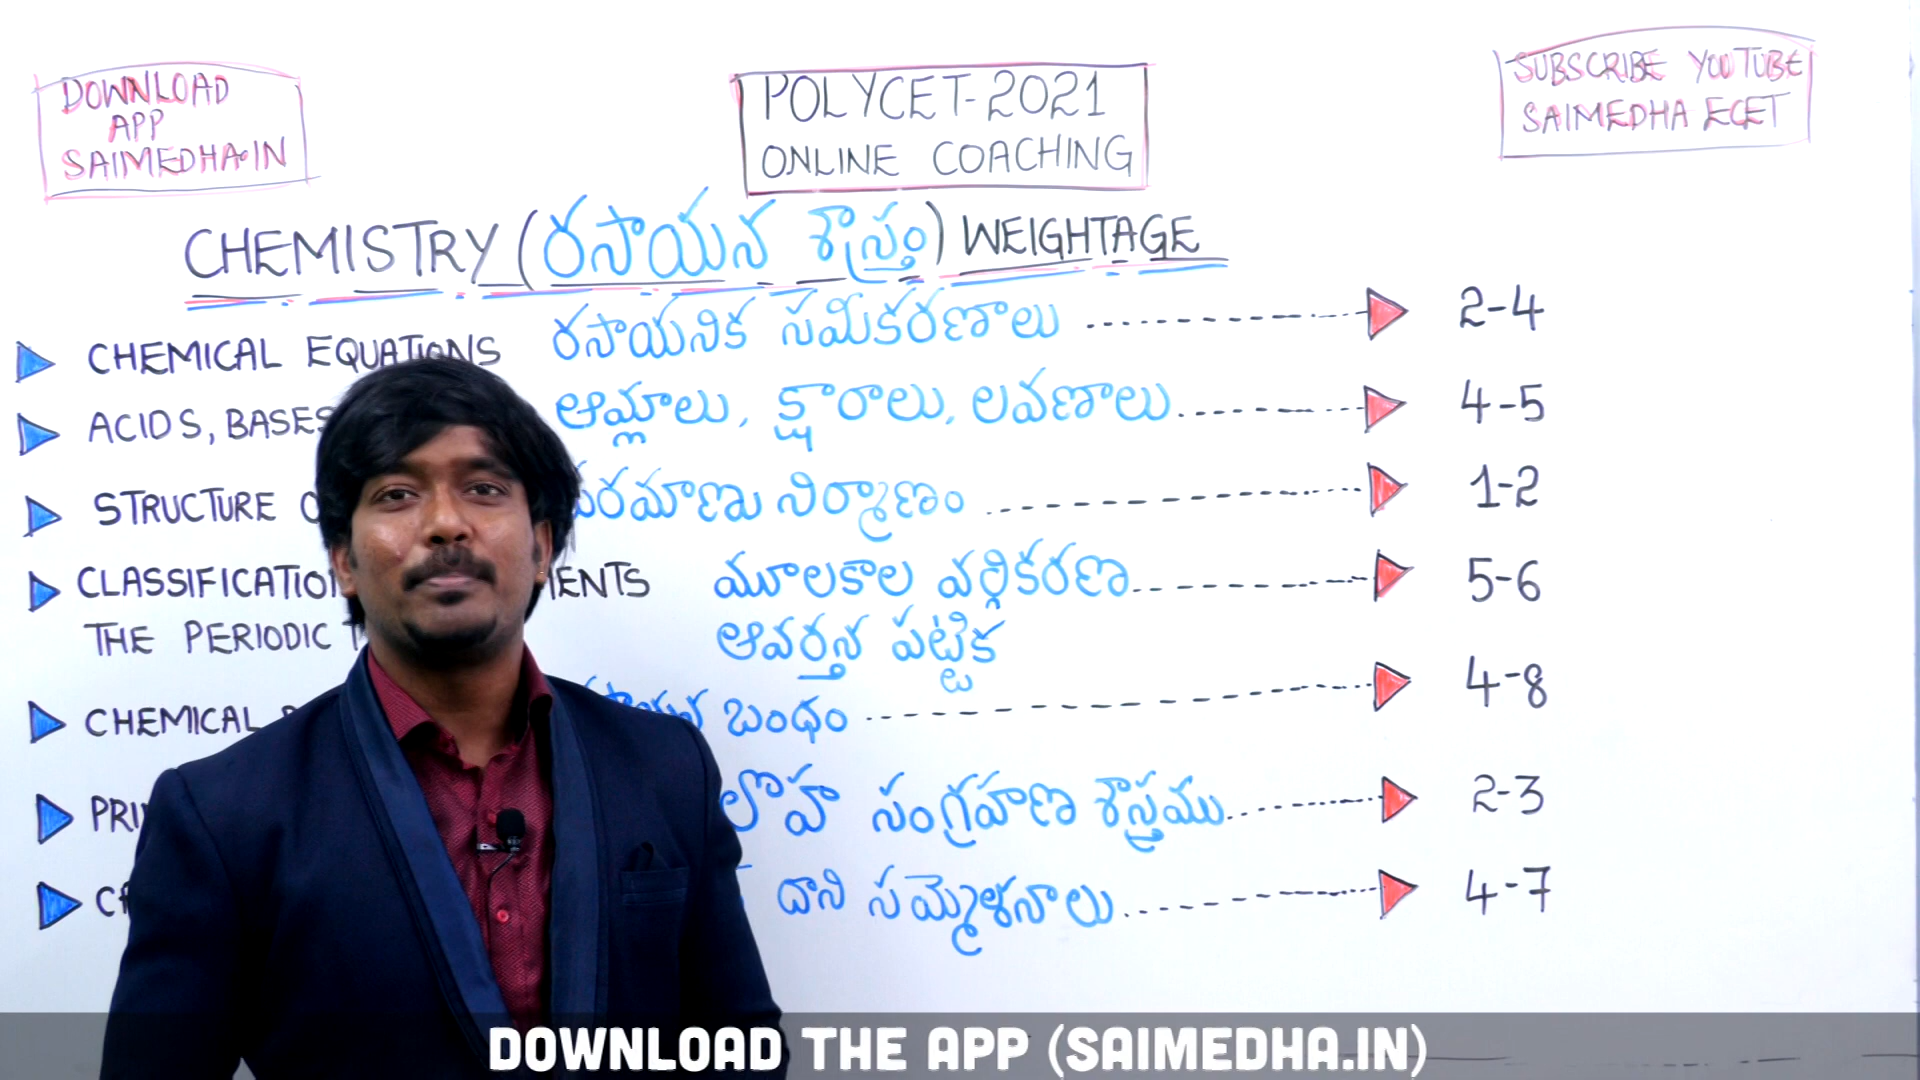 DOWNLOAD
APP
SAIMEDHA.IN
POLYCET-2021
ONLINE COACHING
SUBSCRIBE YOUTUBE
SAIMEDHA ECET
CHEMISTRY (రసాయన శాస్త్రం) WEIGHTAGE
CHEMICAL EQUATIONS రసాయనిక సమీకరణాలు 2-4
ACIDS, BASES ఆమ్లాలు, క్షారాలు, లవణాలు 4-5
STRUCTURE నిర్మాణం 1-2
CLASSIFICATION మూలకాల వర్గీకరణ 5-6
THE PERIODIC ఆవర్తన పట్టిక
CHEMICAL బంధం 4-8
లోహ సంగ్రహణ శాస్త్రము 2-3
దాని సమ్మేళనాలు 4-7
DOWNLOAD THE APP (SAIMEDHA.IN)